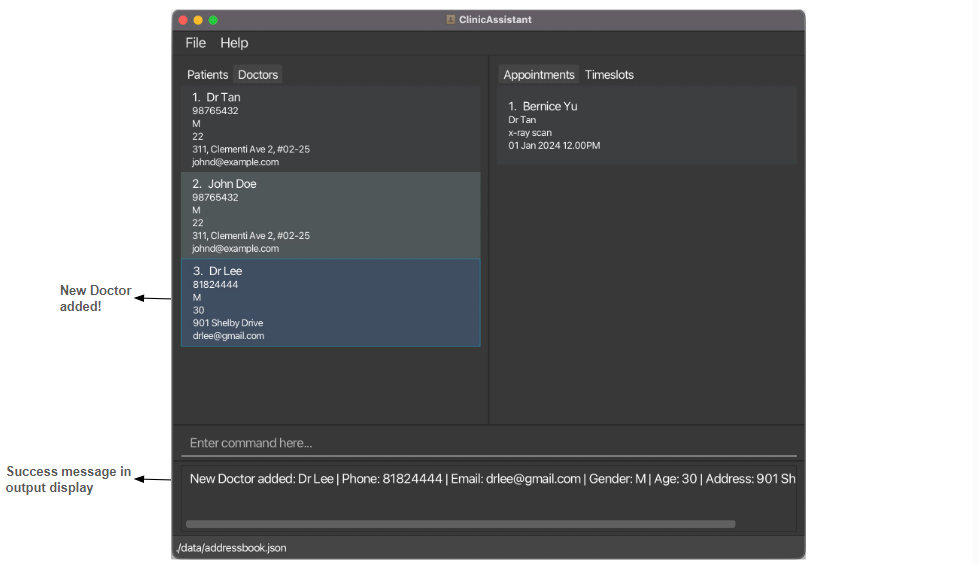 ClinicAssistant
File Help
Patients Doctors
1. Dr Tan
98765432
M
22
311, Clementi Ave 2, #02-25
johnd@example.com
2. John Doe
98765432
M
22
311, Clementi Ave 2, #02-25
johnd@example.com
3. Dr Lee
81824444
M
30
901 Shelby Drive
drlee@gmail.com
Appointments Timeslots
1. Bernice Yu
Dr Tan
x-ray scan
01 Jan 2024 12.00PM
New Doctor
added!
Enter command here...
Success message in
output display
New Doctor added: Dr Lee | Phone: 81824444 | Email: drlee@gmail.com | Gender: M | Age: 30 | Address: 901 Sh
./data/addressbook.json